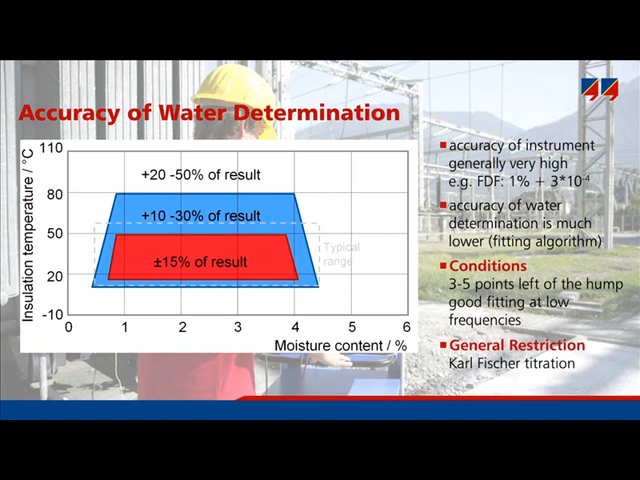 Accuracy of Water Determination
Insulation temperature / °C
110
80
50
20
-10
+20 -50% of result
+10 -30% of result
±15% of result
Typical
range
0 1 2 3 4 5 6
Moisture content / %
accuracy of instrument
generally very high
e.g. FDF: 1% + 3*10-4
accuracy of water
determination is much
lower (fitting algorithm)
Conditions
3-5 points left of the hump
good fitting at low
frequencies
General Restriction
Karl Fischer titration